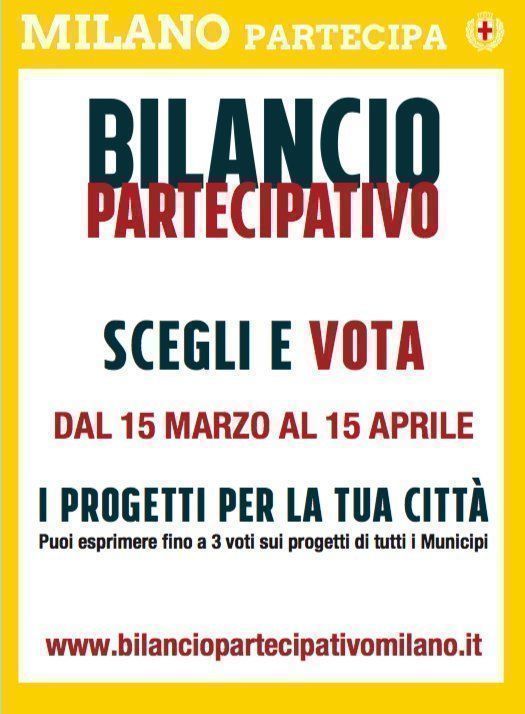 MILANO PARTECIPA
BILANCIO
PARTECIPATIVO
SCEGLI E VOTA
DAL 15 MARZO AL 15 APRILE
I PROGETTI PER LA TUA CITTÀ
Puoi esprimere fino a 3 voti sui progetti di tutti i Municipi
www.bilanciopartecipativomilano.it